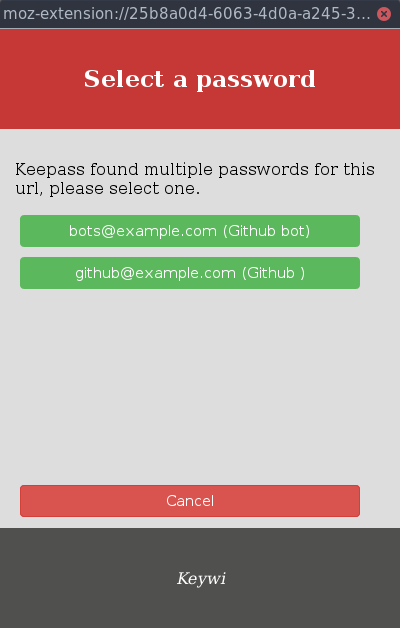 moz-extension://25b8a0d4-6063-4d0a-a245-3...
Select a password
Keepass found multiple passwords for this
url, please select one.
bots@example.com (Github bot)
github@example.com (Github )
Cancel
Keywi